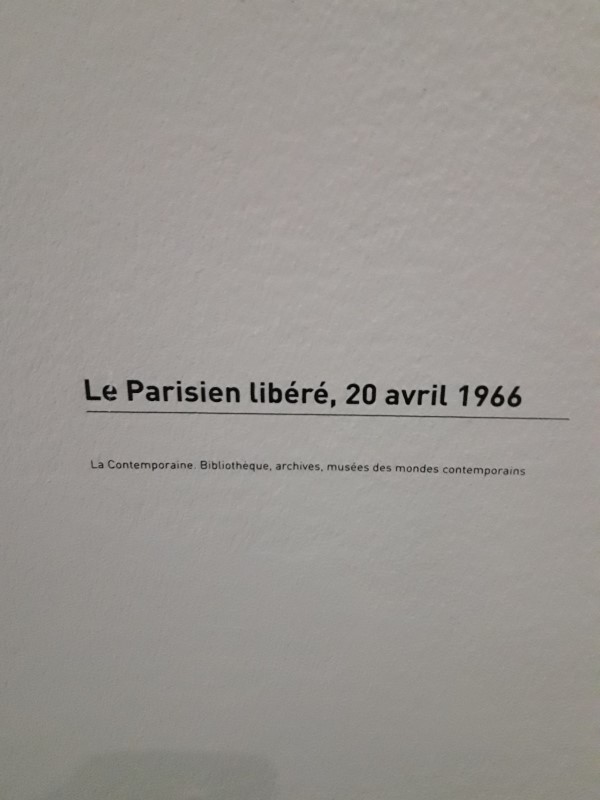 Le Parisien libéré, 20 avril 1966
La Contemporaine. Bibliothèque, archives, musées des mondes contemporains